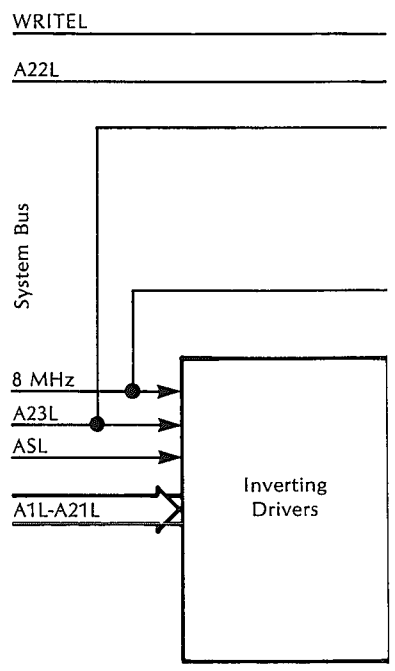 WRITEL
A22L
System Bus
8 MHz
A23L
ASL
A1L-A21L
Inverting
Drivers